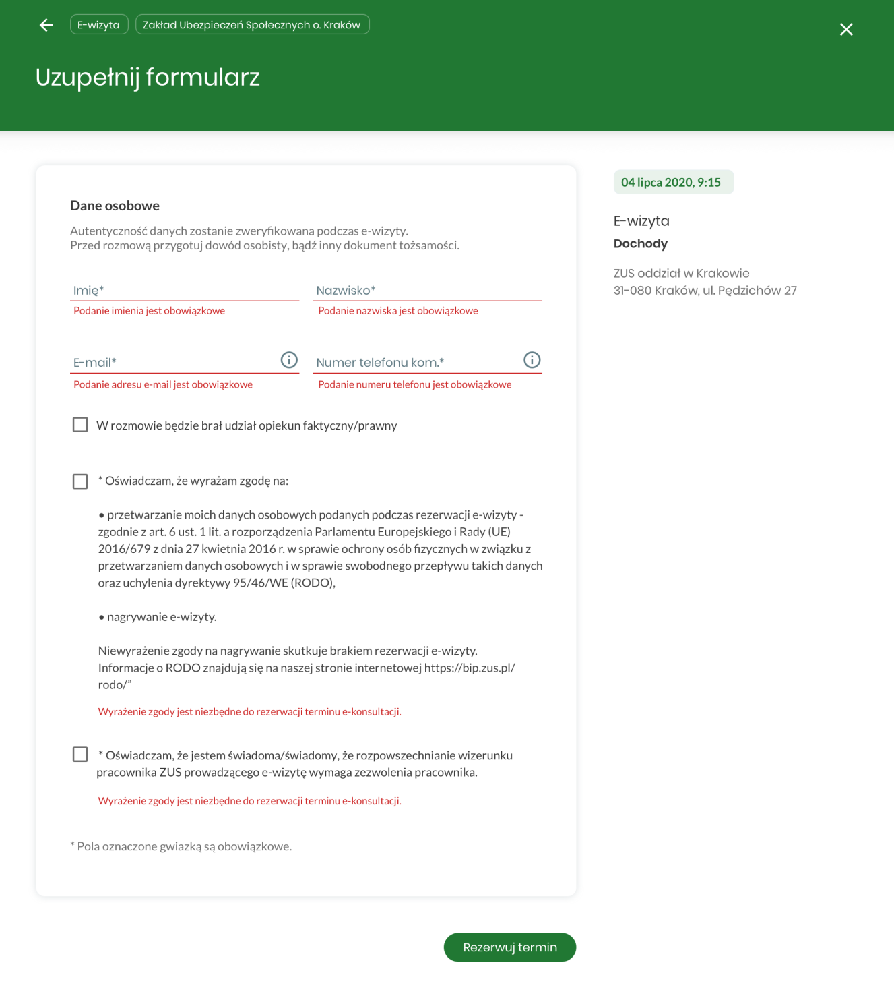 E-wizyta
Zakład Ubezpieczeń Społecznych o. Kraków
Uzupełnij formularz
04 lipca 2020, 9:15
E-wizyta
Dochody
ZUS oddział w Krakowie
31-080 Kraków, ul. Pędzichów 27
Dane osobowe
Autentyczność danych zostanie zweryfikowana podczas e-wizyty.
Przed rozmową przygotuj dowód osobisty, bądź inny dokument tożsamości.
Imię*
Nazwisko*
Podanie imienia jest obowiązkowe
Podanie nazwiska jest obowiązkowe
E-mail*
Numer telefonu kom.*
Podanie adresu e-mail jest obowiązkowe
Podanie numeru telefonu jest obowiązkowe
W rozmowie będzie brał udział opiekun faktyczny/prawny
* Oświadczam, że wyrażam zgodę na:
• przetwarzanie moich danych osobowych podanych podczas rezerwacji e-wizyty -
zgodnie z art. 6 ust. 1 lit. a rozporządzenia Parlamentu Europejskiego i Rady (UE)
2016/679 z dnia 27 kwietnia 2016 r. w sprawie ochrony osób fizycznych w związku z
przetwarzaniem danych osobowych i w sprawie swobodnego przepływu takich danych
oraz uchylenia dyrektywy 95/46/WE (RODO),
• nagrywanie e-wizyty.
Niewyrażenie zgody na nagrywanie skutkuje brakiem rezerwacji e-wizyty.
Informacje o RODO znajdują się na naszej stronie internetowej https://bip.zus.pl/
rodo/”
Wyrażenie zgody jest niezbędne do rezerwacji terminu e-konsultacji.
* Oświadczam, że jestem świadoma/świadomy, że rozpowszechnianie wizerunku
pracownika ZUS prowadzącego e-wizytę wymaga zezwolenia pracownika.
Wyrażenie zgody jest niezbędne do rezerwacji terminu e-konsultacji.
* Pola oznaczone gwiazką są obowiązkowe.
Rezerwuj termin